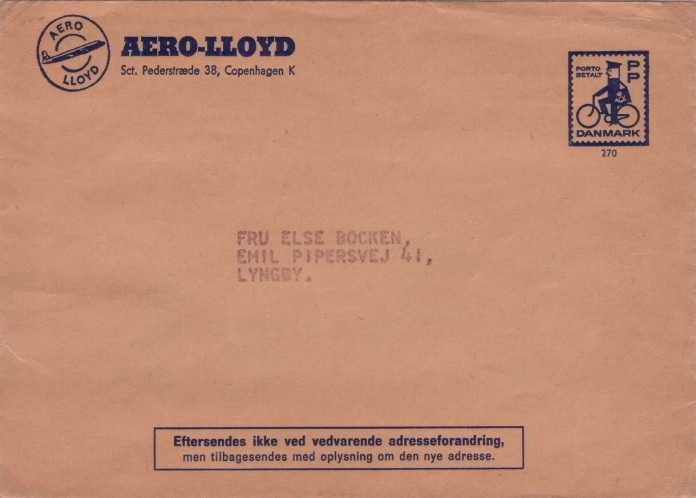 AERO
LLOYD
AERO-LLOYD
Sct. Pederstræde 38, Copenhagen K
PORTO
BETALT
PP
DANMARK
270
FRU ELSE BOCKEN,
EMIL PIPERSVEJ 41,
LYNGBY.
Eftersendes ikke ved vedvarende adresseforandring,
men tilbagesendes med oplysning om den nye adresse.